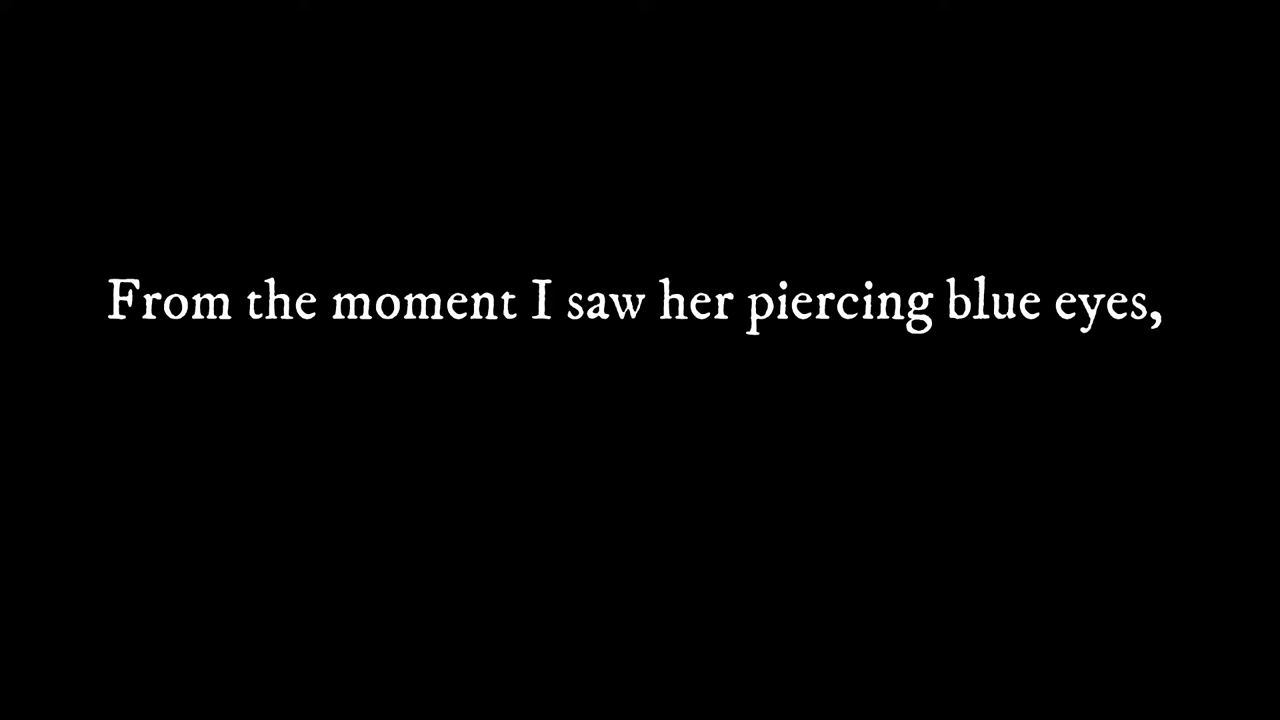 From the moment I saw her piercing blue eyes,